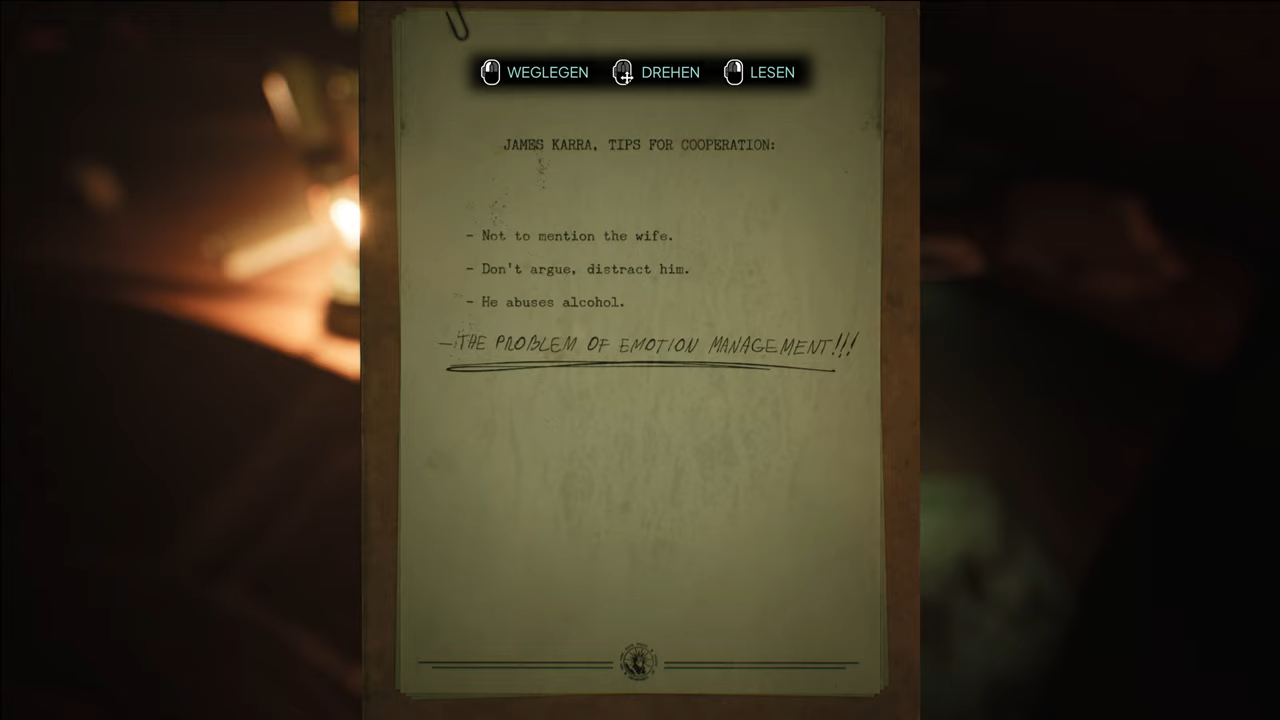 WEGLEGEN DREHEN LESEN
JAMES KARRA, TIPS FOR COOPERATION:
- Not to mention the wife.
- Don't argue, distract him.
- He abuses alcohol.
- THE PROBLEM OF EMOTION MANAGEMENT!!!